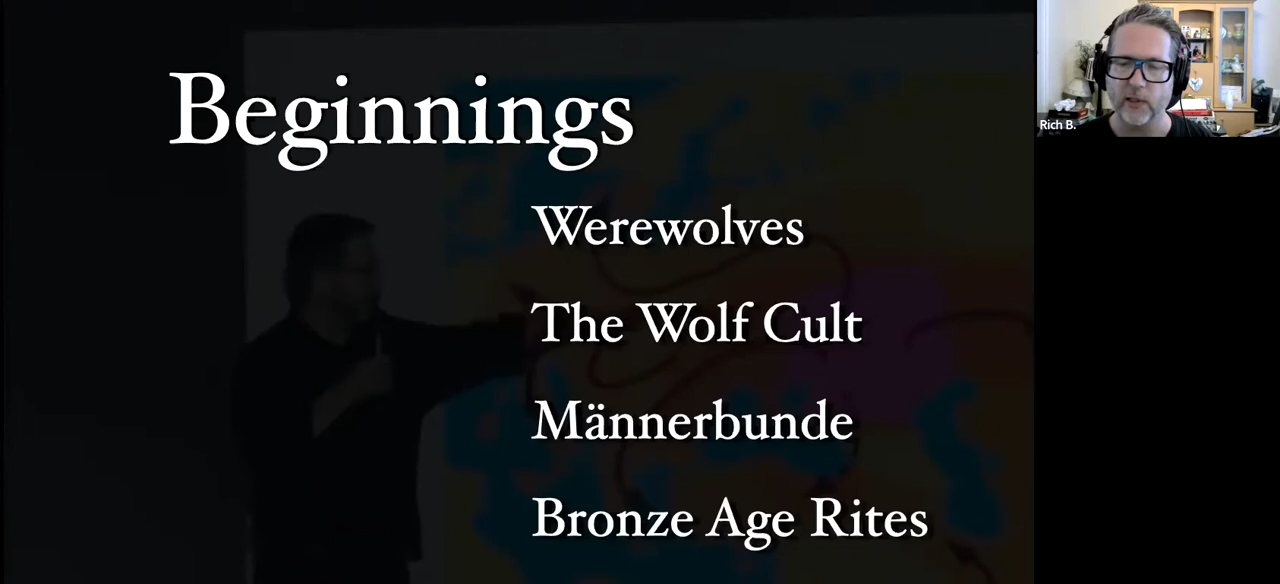 Beginnings
Werewolves
The Wolf Cult
Männerbunde
Bronze Age Rites
Rich B.